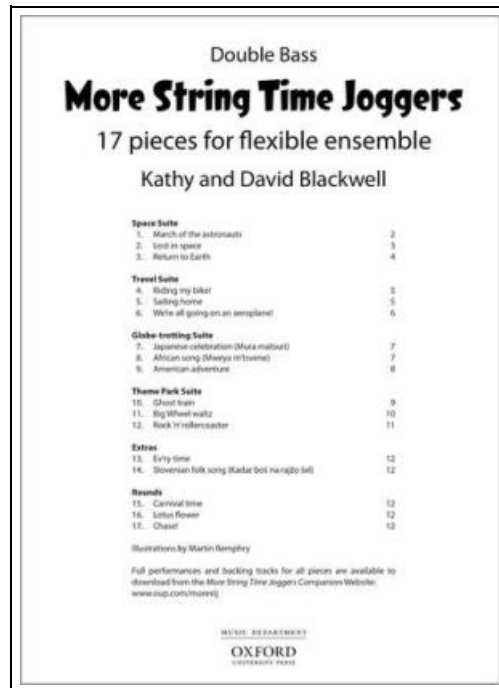 Double Bass
More String Time Joggers
17 pieces for flexible ensemble
Kathy and David Blackwell
Space Suite
1. March of the astronauts 2
2. Lost in space 3
3. Return to Earth 4
Travel Suite
4. Riding my bike! 5
5. Sailing home 5
6. We're all going on an aeroplane! 6
Globe-trotting Suite
7. Japanese celebration (Mura matsuri) 7
8. African song (Mweya m'tsvene) 7
9. American adventure 8
Theme Park Suite
10. Ghost train 9
11. Big Wheel waltz 10
12. Rock 'n' rollercoaster 11
Extras
13. Ev'ry time 12
14. Slovenian folk song (Kadar boš na rajžo šel) 12
Rounds
15. Carnival time 12
16. Lotus flower 12
17. Chase! 12
Illustrations by Martin Remphry
Full performances and backing tracks for all pieces are available to
download from the More String Time Joggers Companion Website:
www.oup.com/morestj
MUSIC DEPARTMENT
OXFORD
UNIVERSITY PRESS